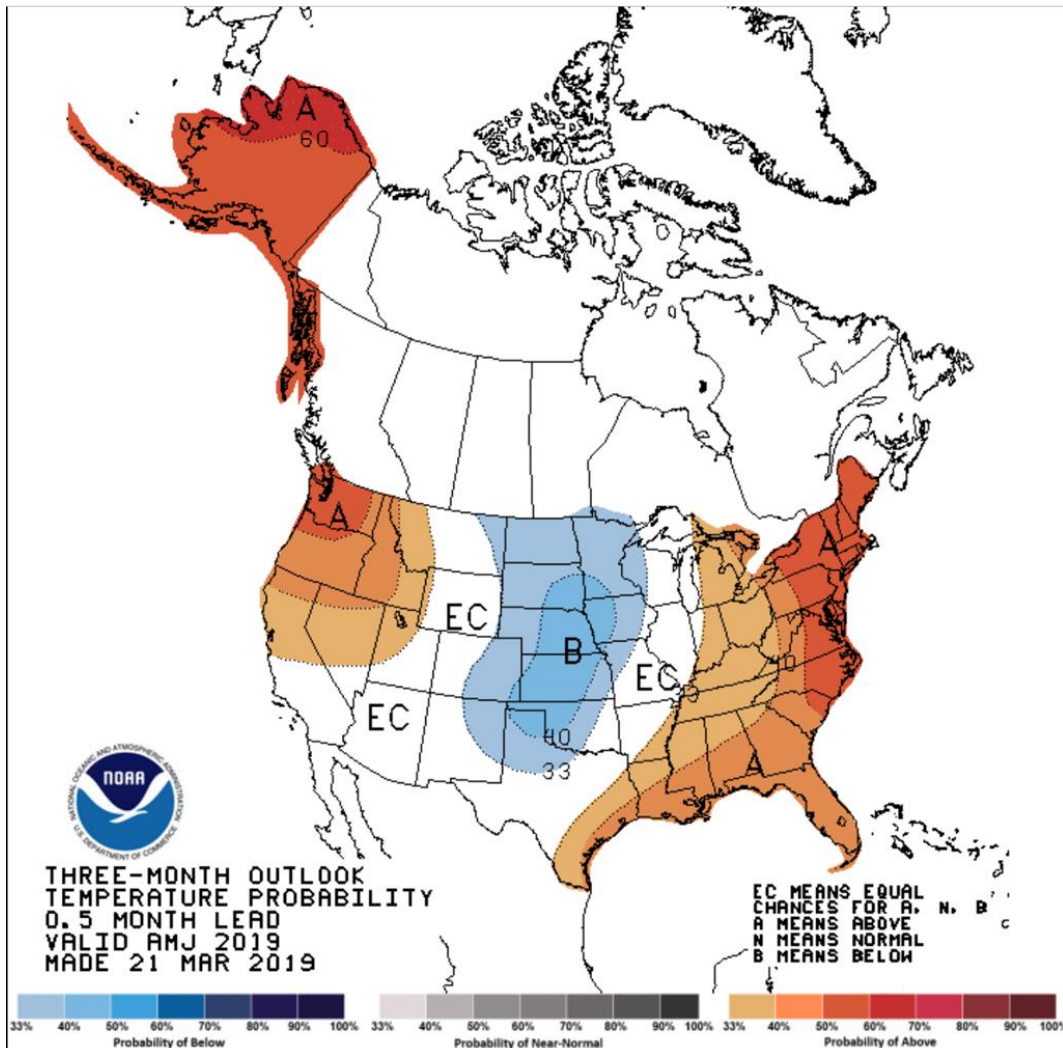 A
60
A
A
EC
B
40
EC
EC
40
33
A
NATIONAL OCEANIC AND ATMOSPHERIC ADMINISTRATION
NOAA
U.S. DEPARTMENT OF COMMERCE
THREE-MONTH OUTLOOK
TEMPERATURE PROBABILITY
0.5 MONTH LEAD
VALID AMJ 2019
MADE 21 MAR 2019
EC MEANS EQUAL
CHANCES FOR A, N, B
A MEANS ABOVE
N MEANS NORMAL
B MEANS BELOW
33% 40% 50% 60% 70% 80% 90% 100%
Probability of Below
33% 40% 50% 60% 70% 80% 90% 100%
Probability of Near-Normal
33% 40% 50% 60% 70% 80% 90% 100%
Probability of Above